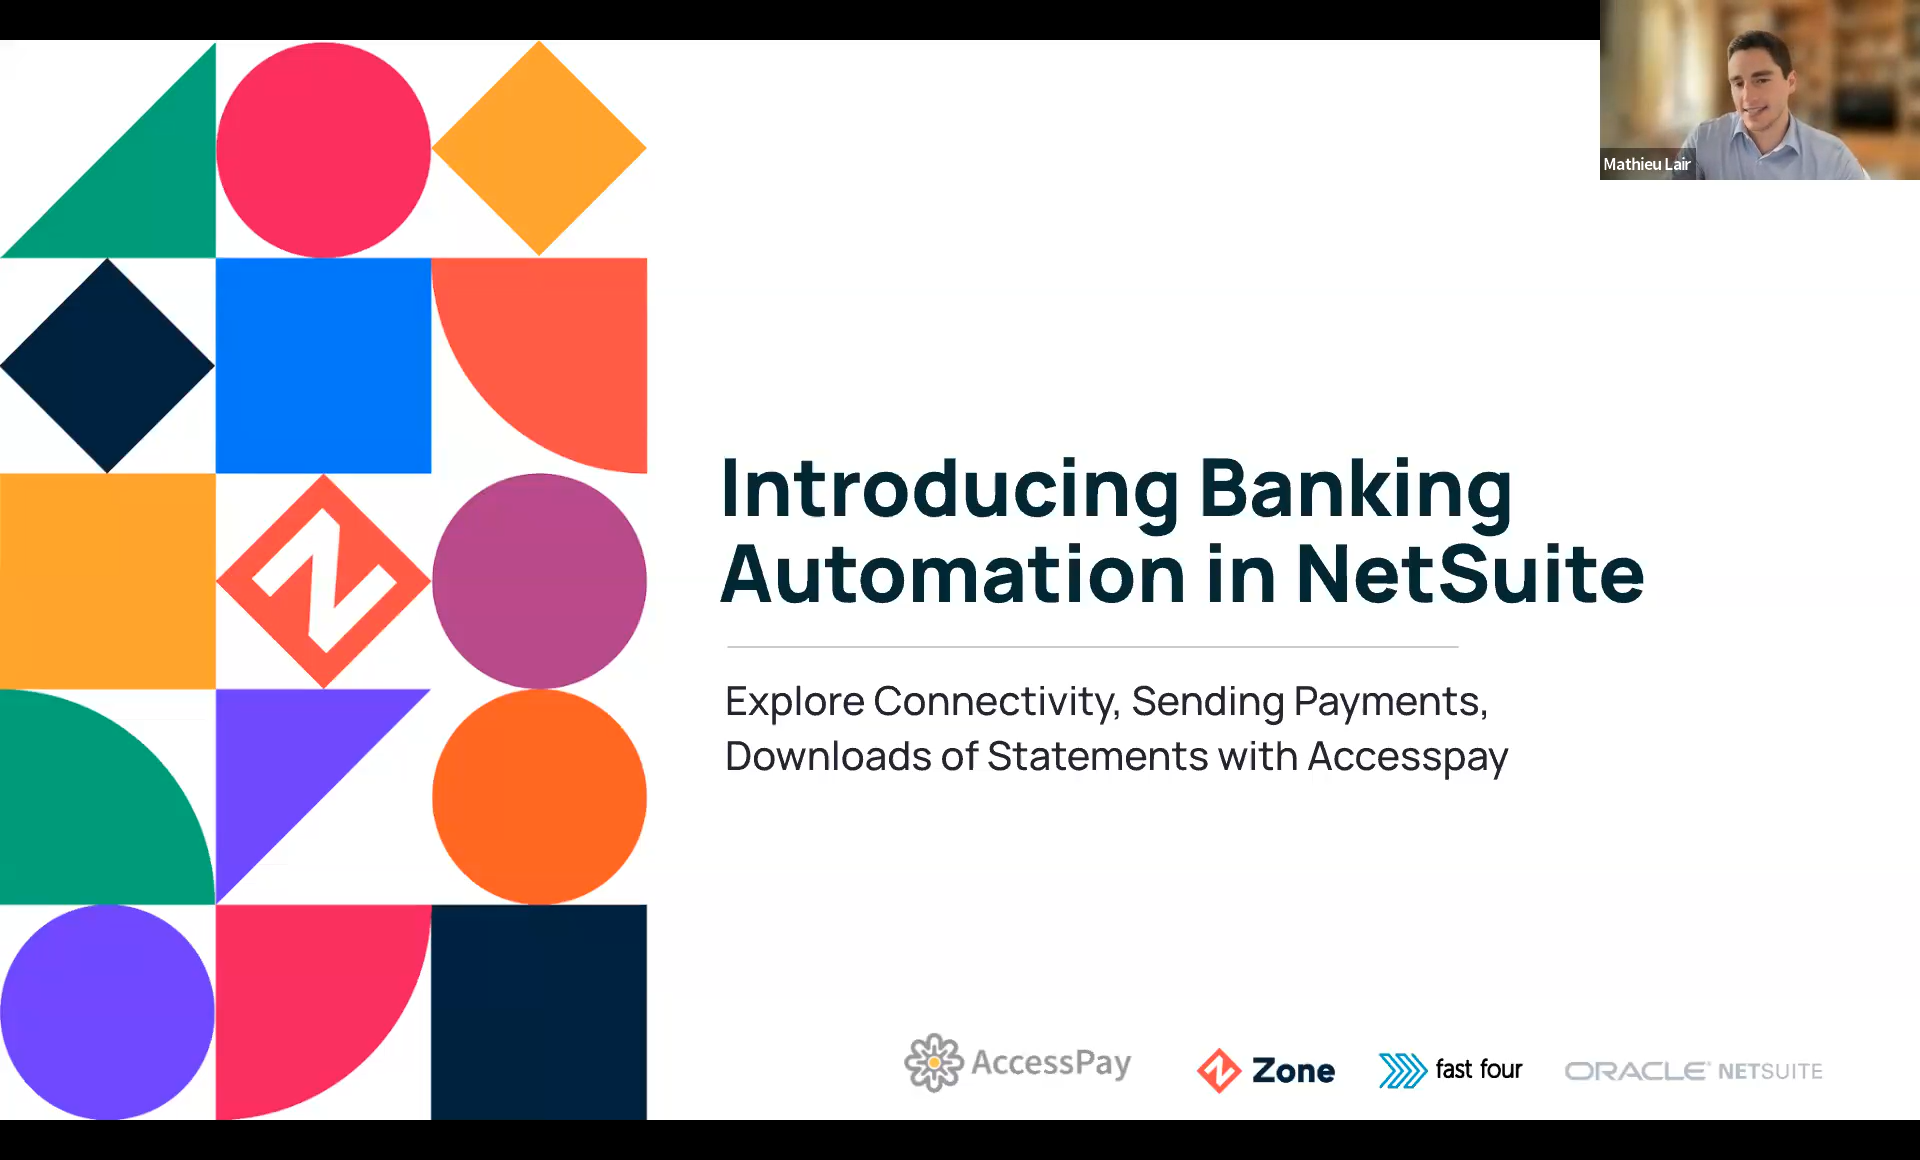 Mathieu Lair
Introducing Banking
Automation in NetSuite
Explore Connectivity, Sending Payments,
Downloads of Statements with Accesspay
AccessPay
Zone
fast four
ORACLE NETSUITE